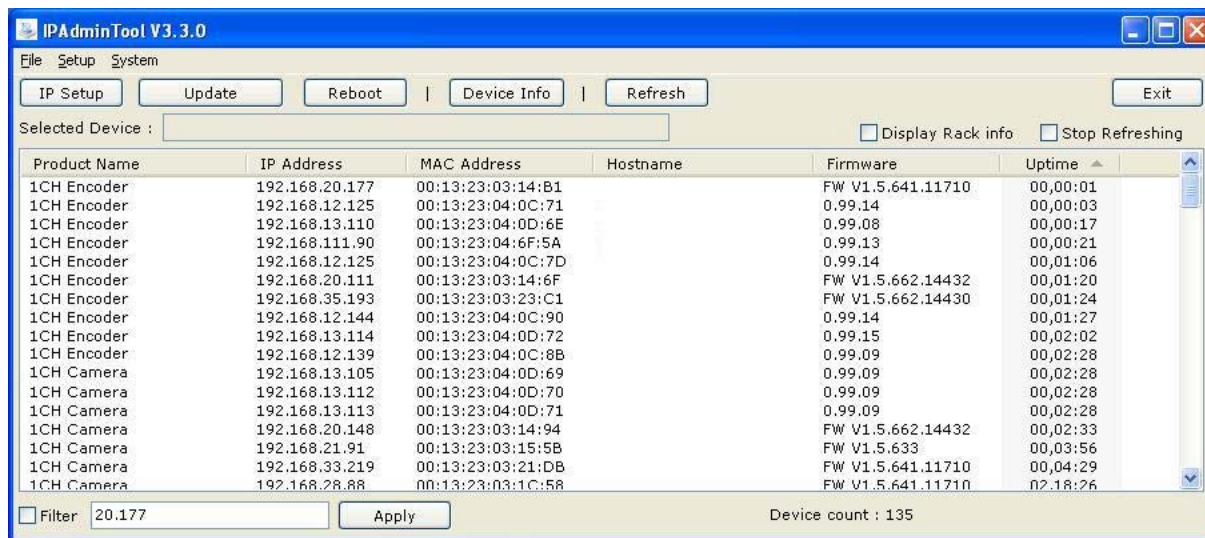 IPAdminTool V3.3.0
File Setup System
IP Setup Update Reboot | Device Info | Refresh Exit
Selected Device : Display Rack info Stop Refreshing
Product Name IP Address MAC Address Hostname Firmware Uptime
1CH Encoder 192.168.20.177 00:13:23:03:14:B1 FW V1.5.641.11710 00,00:01
1CH Encoder 192.168.12.125 00:13:23:04:0C:71 0.99.14 00,00:03
1CH Encoder 192.168.13.110 00:13:23:04:0D:6E 0.99.08 00,00:17
1CH Encoder 192.168.111.90 00:13:23:04:6F:5A 0.99.13 00,00:21
1CH Encoder 192.168.12.125 00:13:23:04:0C:7D 0.99.14 00,01:06
1CH Encoder 192.168.20.111 00:13:23:03:14:6F FW V1.5.662.14432 00,01:20
1CH Encoder 192.168.35.193 00:13:23:03:23:C1 FW V1.5.662.14430 00,01:24
1CH Encoder 192.168.12.144 00:13:23:04:0C:90 0.99.14 00,01:27
1CH Encoder 192.168.13.114 00:13:23:04:0D:72 0.99.15 00,02:02
1CH Encoder 192.168.12.139 00:13:23:04:0C:8B 0.99.09 00,02:28
1CH Camera 192.168.13.105 00:13:23:04:0D:69 0.99.09 00,02:28
1CH Camera 192.168.13.112 00:13:23:04:0D:70 0.99.09 00,02:28
1CH Camera 192.168.13.113 00:13:23:04:0D:71 0.99.09 00,02:28
1CH Camera 192.168.20.148 00:13:23:03:14:94 FW V1.5.662.14432 00,02:33
1CH Camera 192.168.21.91 00:13:23:03:15:5B FW V1.5.633 00,03:56
1CH Camera 192.168.33.219 00:13:23:03:21:DB FW V1.5.641.11710 00,04:29
1CH Camera 192.168.28.88 00:13:23:03:1C:58 FW V1.5.641.11710 02,18:26
Filter 20.177 Apply Device count : 135